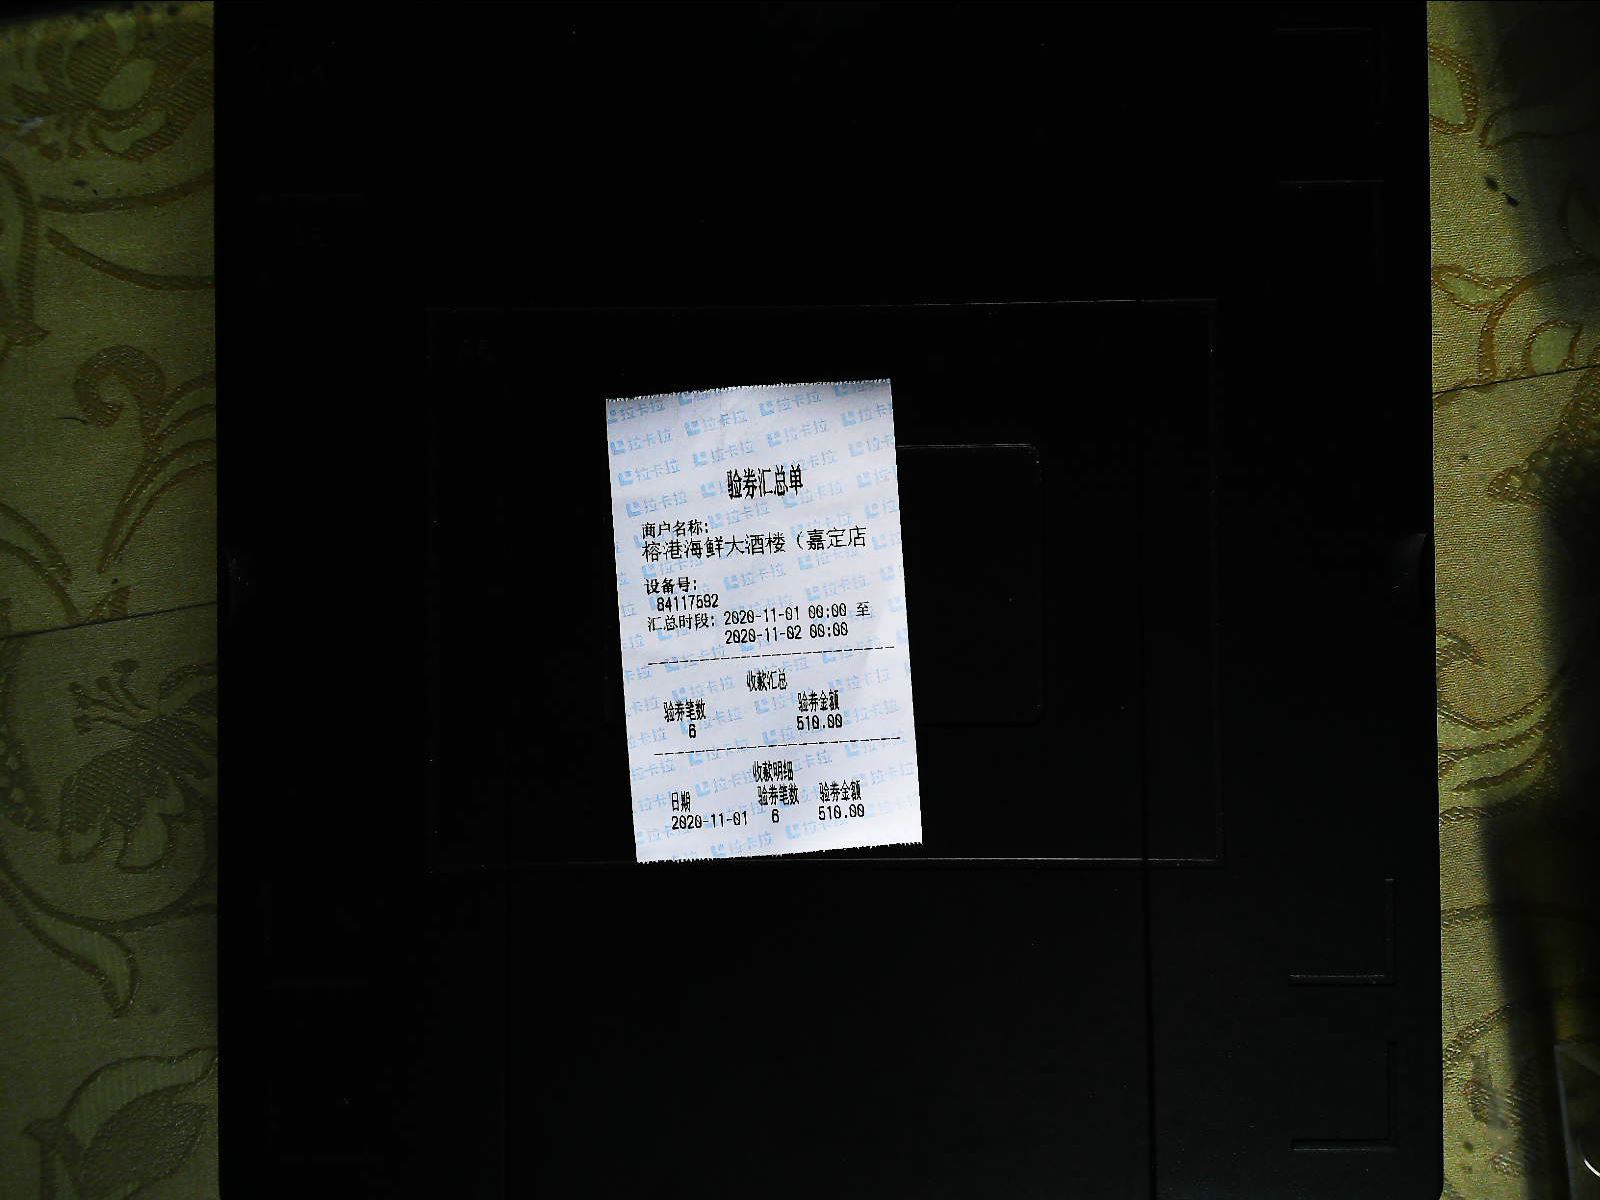 验券汇总单
商户名称:
榕港海鲜大酒楼（嘉定店
设备号:
84117592
汇总时段: 2020-11-01 00:00 至
2020-11-02 00:00
收款汇总
验券笔数 验券金额
6 510.00
收款明细
日期 验券笔数 验券金额
2020-11-01 6 510.00
拉卡拉